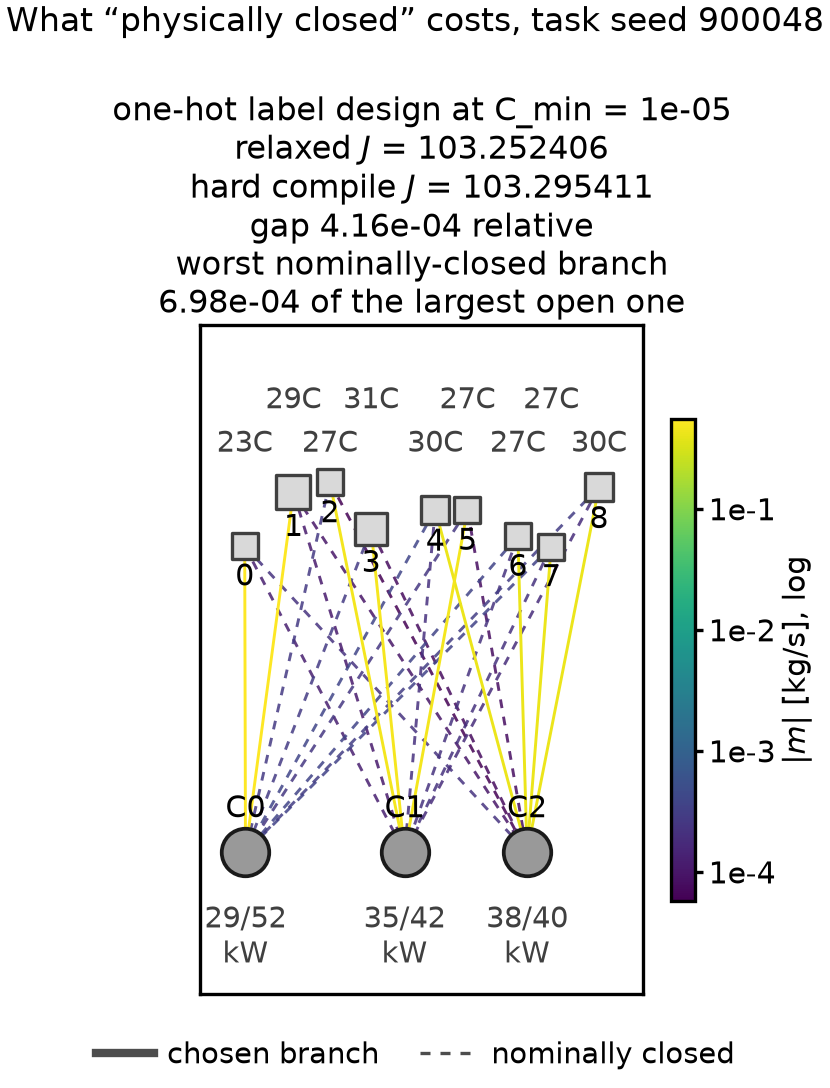 What “physically closed” costs, task seed 900048
one-hot label design at C_min = 1e-05
relaxed J = 103.252406
hard compile J = 103.295411
gap 4.16e-04 relative
worst nominally-closed branch
6.98e-04 of the largest open one
29C 31C 27C 27C
23C 27C 30C 27C 30C
0 1 2 3 4 5 6 7 8
C0 C1 C2
29/52 35/42 38/40
kW kW kW
1e-1
1e-2
1e-3
1e-4
|m| [kg/s], log
chosen branch nominally closed